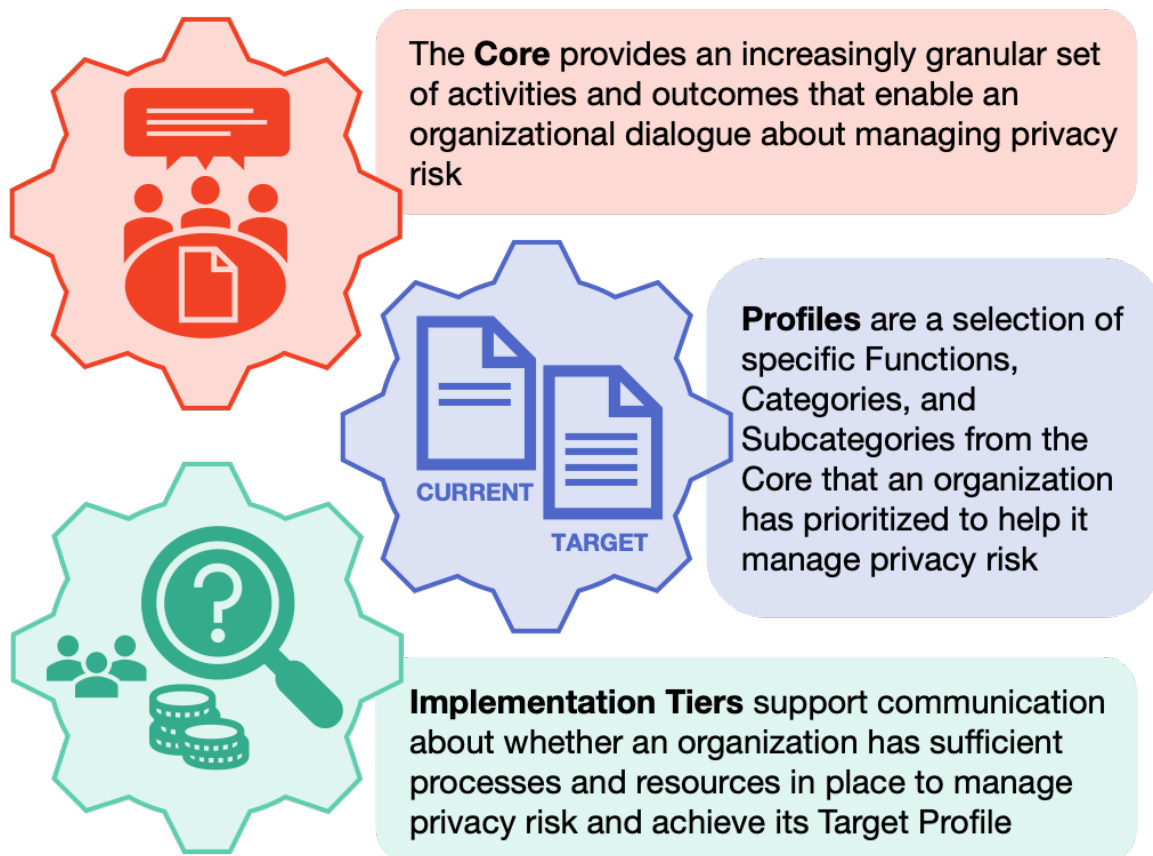 The Core provides an increasingly granular set
of activities and outcomes that enable an
organizational dialogue about managing privacy
risk
CURRENT
TARGET
Profiles are a selection of
specific Functions,
Categories, and
Subcategories from the
Core that an organization
has prioritized to help it
manage privacy risk
?
Implementation Tiers support communication
about whether an organization has sufficient
processes and resources in place to manage
privacy risk and achieve its Target Profile